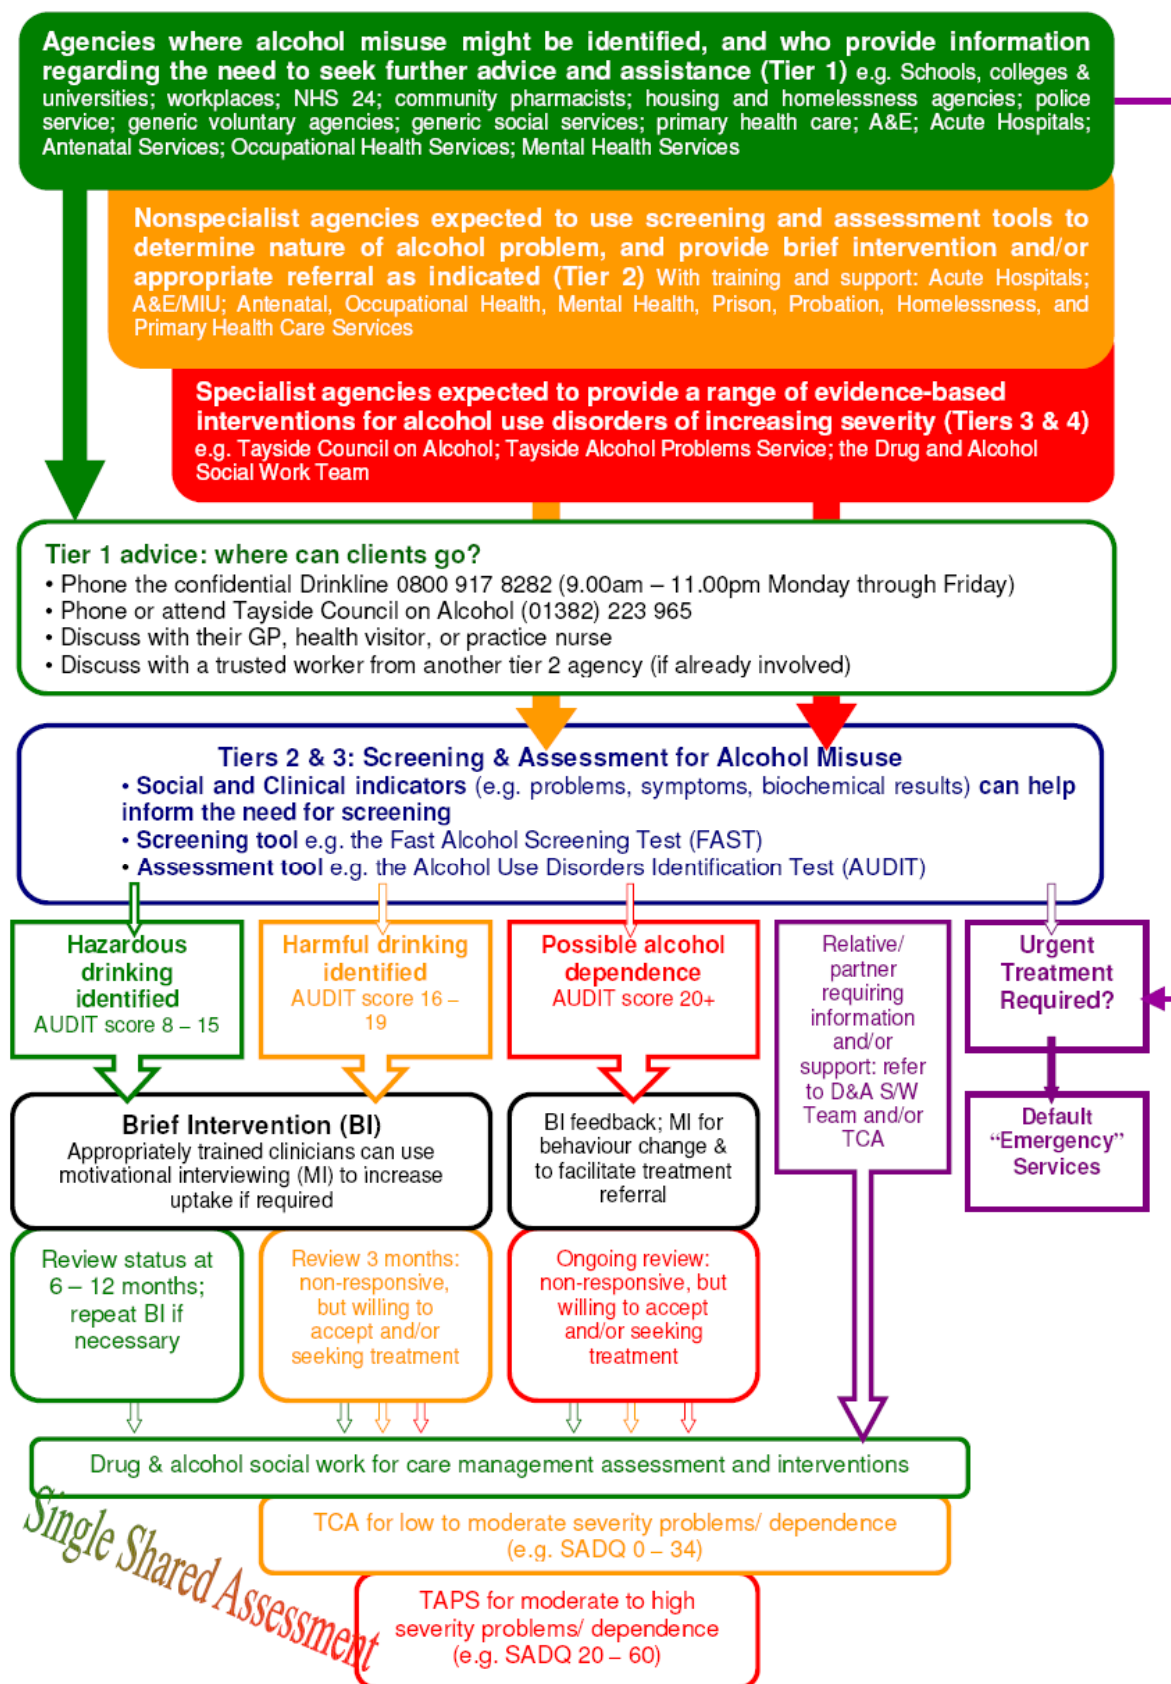 Agencies where alcohol misuse might be identified, and who provide information
regarding the need to seek further advice and assistance (Tier 1) e.g. Schools, colleges &
universities; workplaces; NHS 24; community pharmacists; housing and homelessness agencies; police
service; generic voluntary agencies; generic social services; primary health care; A&E; Acute Hospitals;
Antenatal Services; Occupational Health Services; Mental Health Services
Nonspecialist agencies expected to use screening and assessment tools to
determine nature of alcohol problem, and provide brief intervention and/or
appropriate referral as indicated (Tier 2) With training and support: Acute Hospitals;
A&E/MIU; Antenatal, Occupational Health, Mental Health, Prison, Probation, Homelessness, and
Primary Health Care Services
Specialist agencies expected to provide a range of evidence-based
interventions for alcohol use disorders of increasing severity (Tiers 3 & 4)
e.g. Tayside Council on Alcohol; Tayside Alcohol Problems Service; the Drug and Alcohol
Social Work Team
Tier 1 advice: where can clients go?
• Phone the confidential Drinkline 0800 917 8282 (9.00am – 11.00pm Monday through Friday)
• Phone or attend Tayside Council on Alcohol (01382) 223 965
• Discuss with their GP, health visitor, or practice nurse
• Discuss with a trusted worker from another tier 2 agency (if already involved)
Tiers 2 & 3: Screening & Assessment for Alcohol Misuse
• Social and Clinical indicators (e.g. problems, symptoms, biochemical results) can help
inform the need for screening
• Screening tool e.g. the Fast Alcohol Screening Test (FAST)
• Assessment tool e.g. the Alcohol Use Disorders Identification Test (AUDIT)
Hazardous
drinking
identified
AUDIT score 8 – 15
Harmful drinking
identified
AUDIT score 16 –
19
Possible alcohol
dependence
AUDIT score 20+
Relative/
partner
requiring
information
and/or
support: refer
to D&A S/W
Team and/or
TCA
Urgent
Treatment
Required?
Default
“Emergency”
Services
Brief Intervention (BI)
Appropriately trained clinicians can use
motivational interviewing (MI) to increase
uptake if required
BI feedback; MI for
behaviour change &
to facilitate treatment
referral
Review status at
6 – 12 months;
repeat BI if
necessary
Review 3 months:
non-responsive,
but willing to
accept and/or
seeking treatment
Ongoing review:
non-responsive, but
willing to accept
and/or seeking
treatment
Drug & alcohol social work for care management assessment and interventions
TCA for low to moderate severity problems/ dependence
(e.g. SADQ 0 – 34)
TAPS for moderate to high
severity problems/ dependence
(e.g. SADQ 20 – 60)
Single Shared Assessment